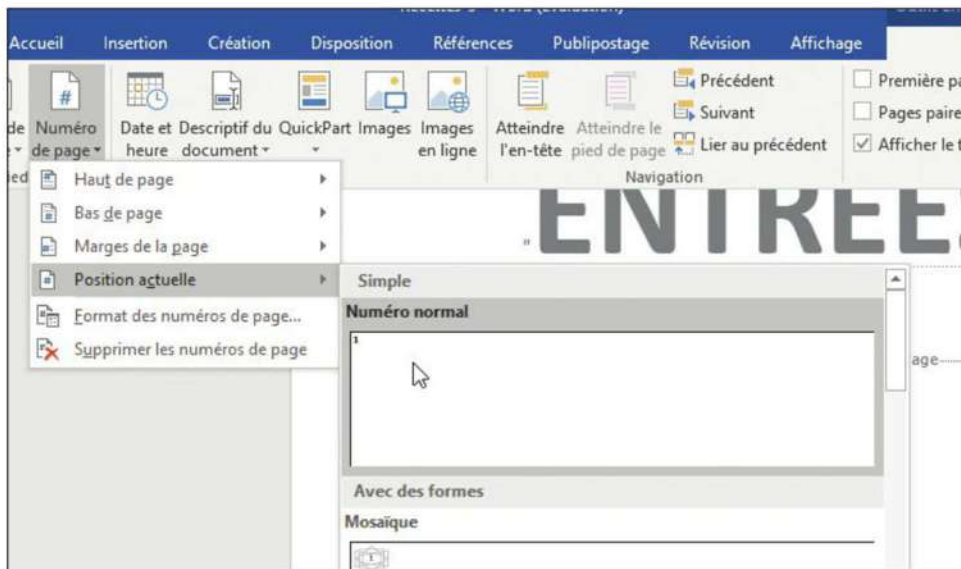 Accueil Insertion Création Disposition Références Publipostage Révision Affichage
Précédent Première
de Numéro Date et Descriptif du QuickPart Images Images Atteindre Atteindre le Suivant Pages
de page heure document en ligne l'en-tête pied de page Lier au précédent Afficher le
Navigation
Haut de page
Bas de page
Marges de la page
Position actuelle
Format des numéros de page...
Supprimer les numéros de page
ENTREE
Simple
Numéro normal
1
age
Avec des formes
Mosaïque
1